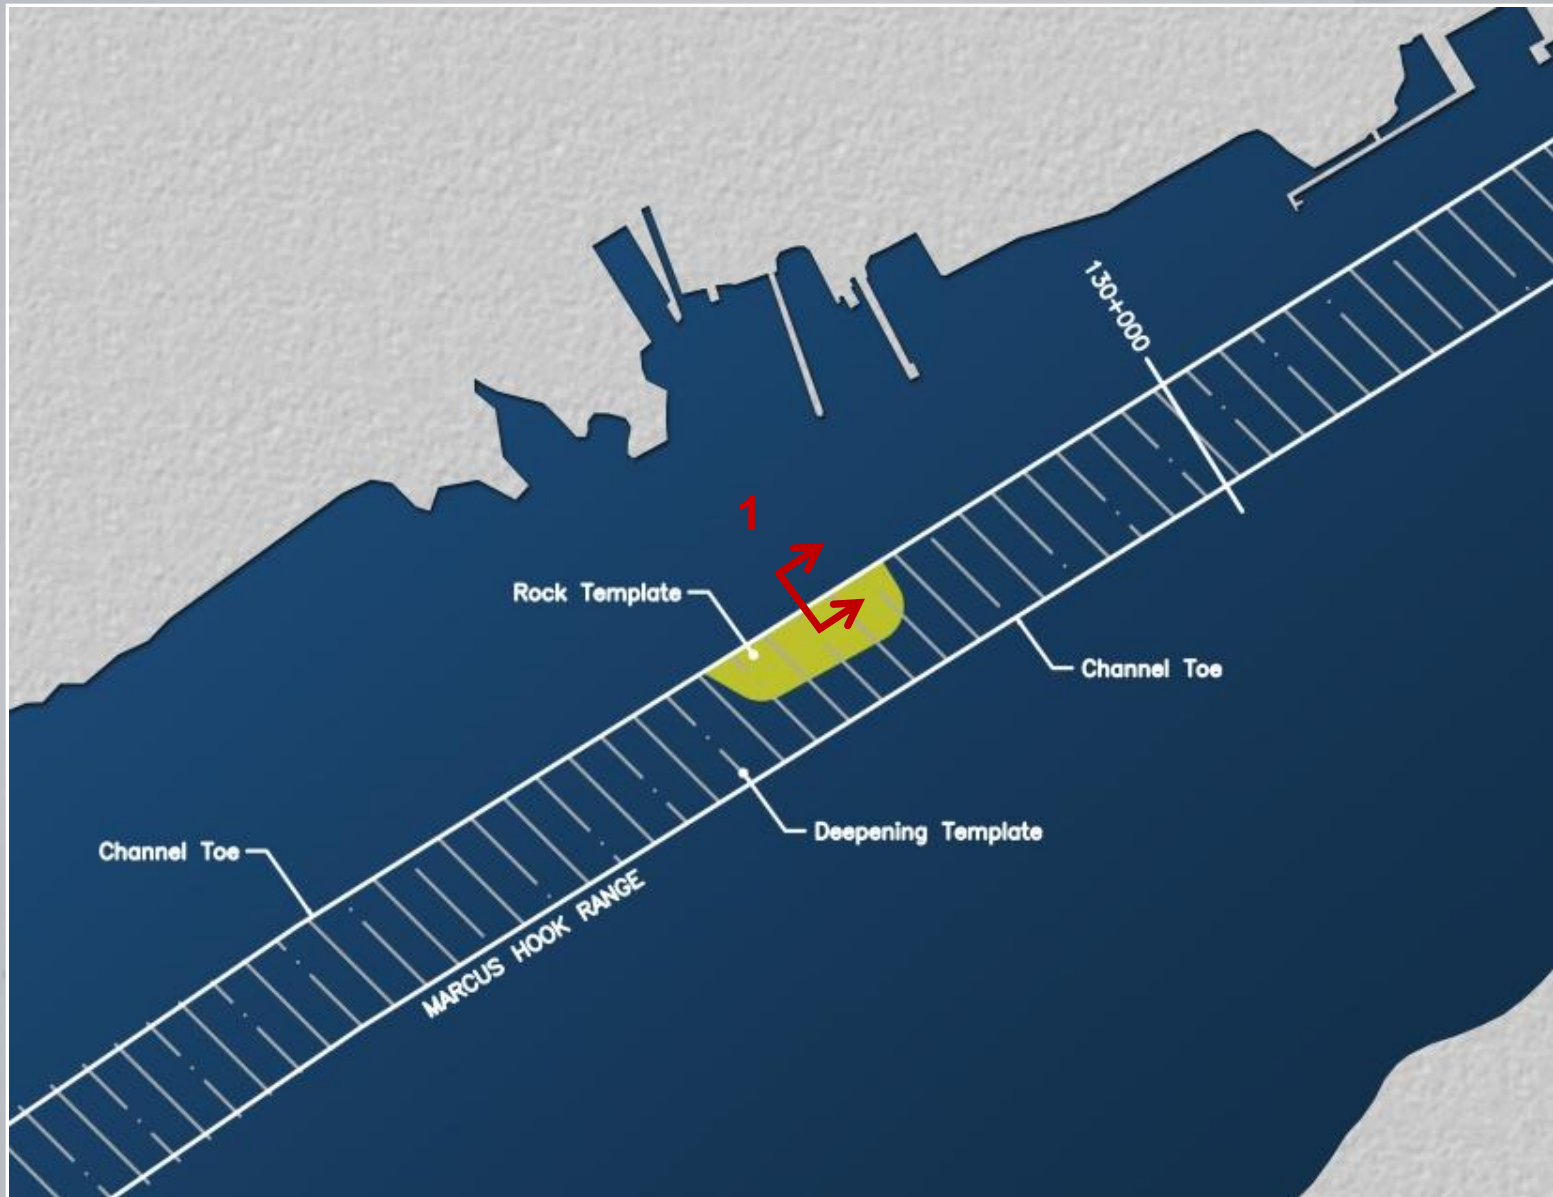 130+000
1
Rock Template
Channel Toe
Deepening Template
Channel Toe
MARCUS HOOK RANGE